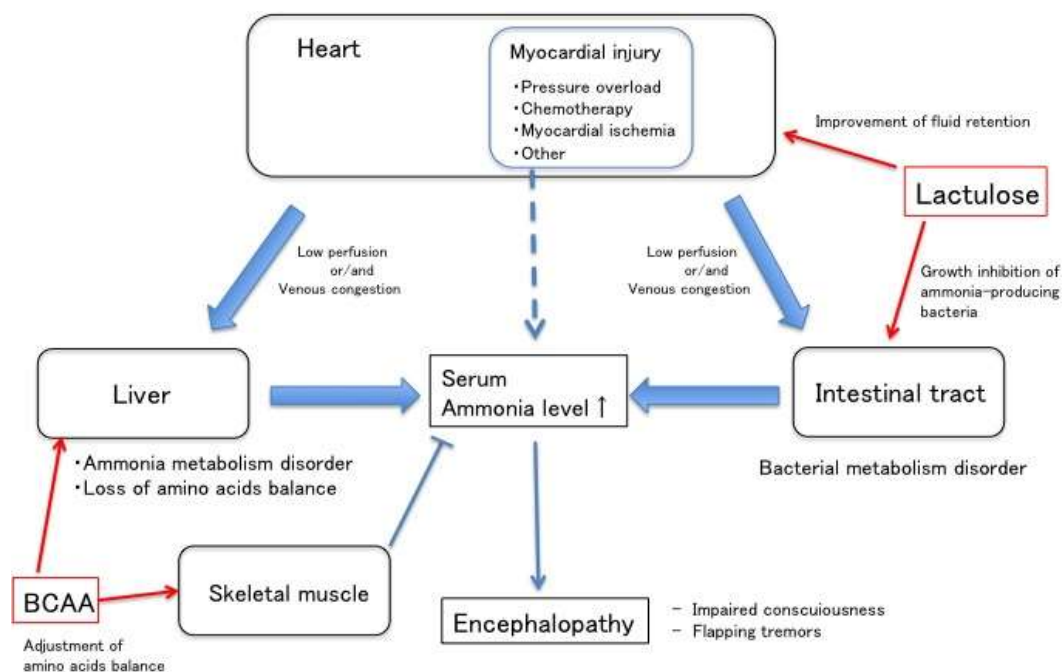 Heart
Myocardial injury
・Pressure overload
・Chemotherapy
・Myocardial ischemia
・Other
Improvement of fluid retention
Lactulose
Low perfusion
or/and
Venous congestion
Low perfusion
or/and
Venous congestion
Growth inhibition of
ammonia-producing
bacteria
Liver
Serum
Ammonia level ↑
Intestinal tract
・Ammonia metabolism disorder
・Loss of amino acids balance
Bacterial metabolism disorder
BCAA
Skeletal muscle
Adjustment of
amino acids balance
Encephalopathy
- Impaired conscuiousness
- Flapping tremors